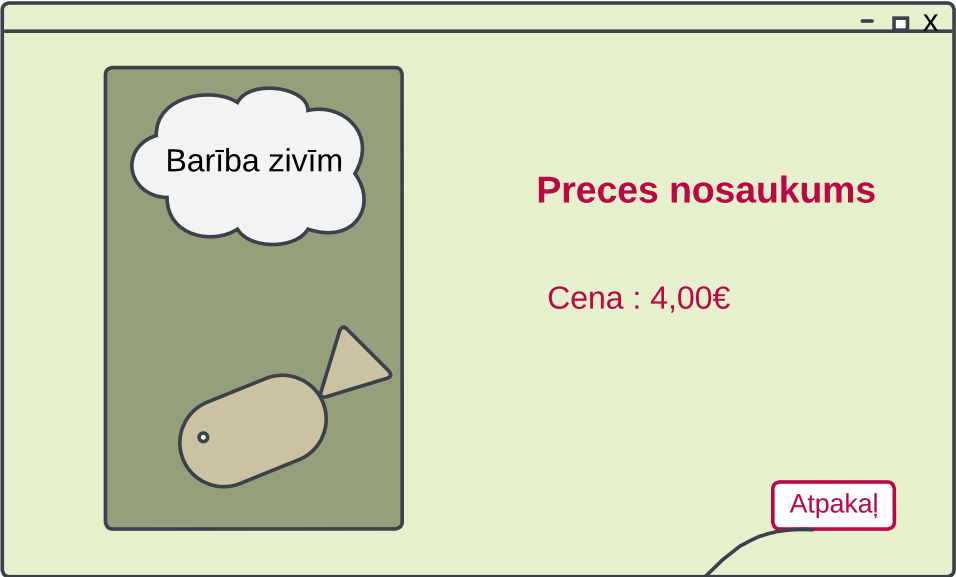 X
Barība zivīm
Preces nosaukums
Cena : 4,00€
Atpakaļ